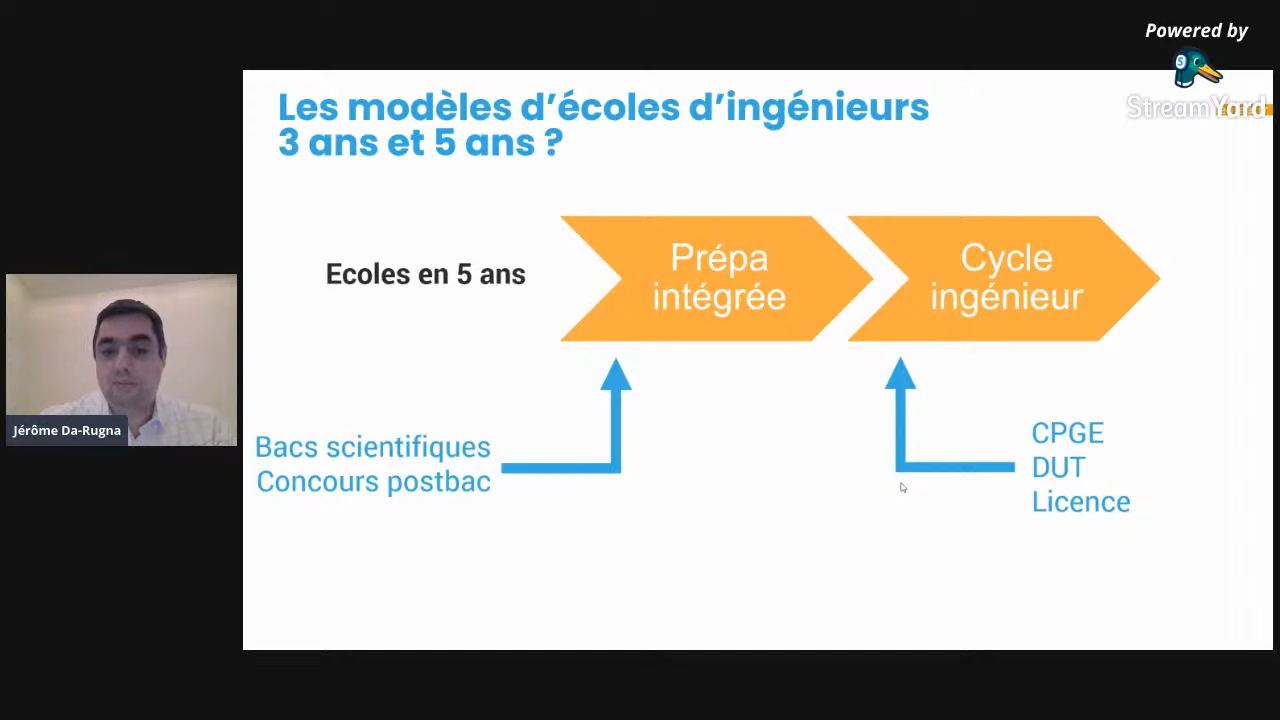 Powered by
StreamYard
Les modèles d'écoles d'ingénieurs
3 ans et 5 ans ?
Ecoles en 5 ans
Prépa
intégrée
Cycle
ingénieur
Jérôme Da-Rugna
Bacs scientifiques
Concours postbac
CPGE
DUT
Licence